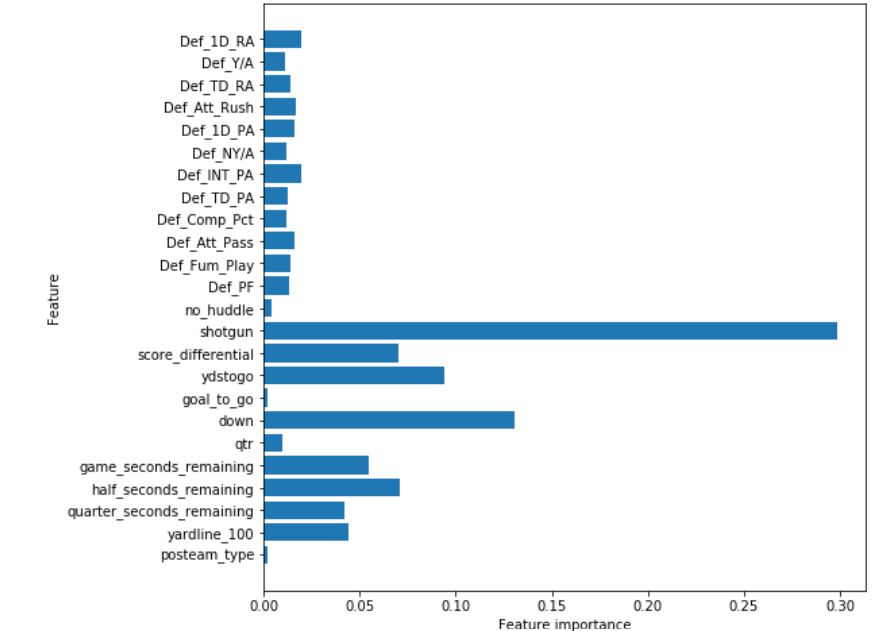 Def_1D_RA
Def_Y/A
Def_TD_RA
Def_Att_Rush
Def_1D_PA
Def_NY/A
Def_INT_PA
Def_TD_PA
Def_Comp_Pct
Def_Att_Pass
Def_Fum_Play
Def_PF
no_huddle
shotgun
score_differential
ydstogo
goal_to_go
down
qtr
game_seconds_remaining
half_seconds_remaining
quarter_seconds_remaining
yardline_100
posteam_type
Feature
0.00 0.05 0.10 0.15 0.20 0.25 0.30
Feature importance